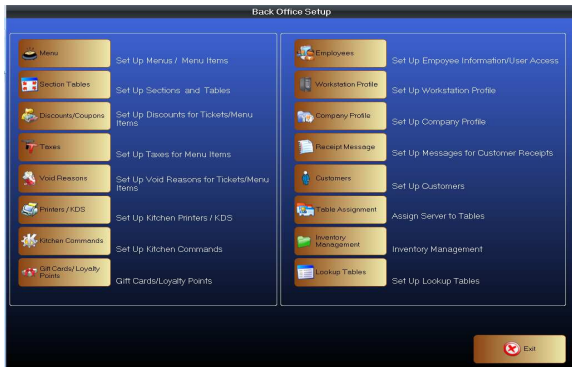 Back Office Setup
Menu
Set Up Menus / Menu Items
Section Tables
Set Up Sections and Tables
Discounts/Coupons
Set Up Discounts for Tickets/Menu
Items
Taxes
Set Up Taxes for Menu Items
Void Reasons
Set Up Void Reasons for Tickets/Menu
Items
Printers / KDS
Set Up Kitchen Printers / KDS
Kitchen Commands
Set Up Kitchen Commands
Gift Cards/Loyalty
Points
Gift Cards/Loyalty Points
Employees
Set Up Empoyee Information/User Access
Workstation Profile
Set Up Workstation Profile
Company Profile
Set Up Company Profile
Receipt Message
Set Up Messages for Customer Receipts
Customers
Set Up Customers
Table Assignment
Assign Server to Tables
Inventory
Management
Inventory Management
Lookup Tables
Set Up Lookup Tables
Exit